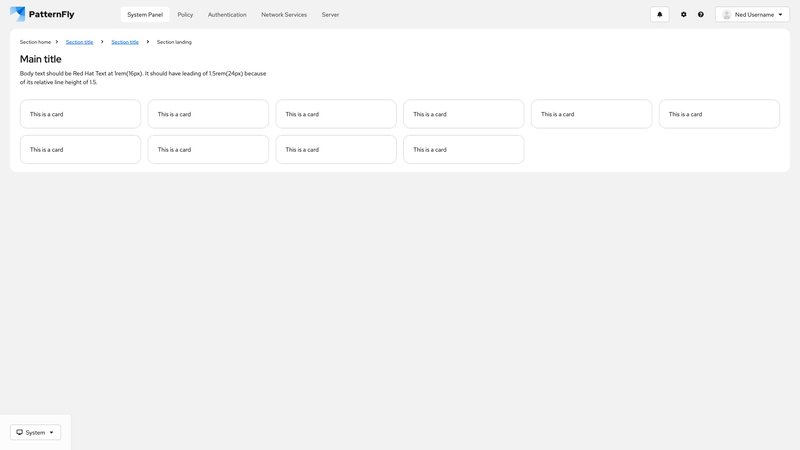 PatternFly
System Panel
Policy
Authentication
Network Services
Server
Ned Username
Section home
Section title
Section title
Section landing
Main title
Body text should be Red Hat Text at 1rem(16px). It should have leading of 1.5rem(24px) because
of its relative line height of 1.5.
This is a card
This is a card
This is a card
This is a card
This is a card
This is a card
This is a card
This is a card
This is a card
This is a card
System